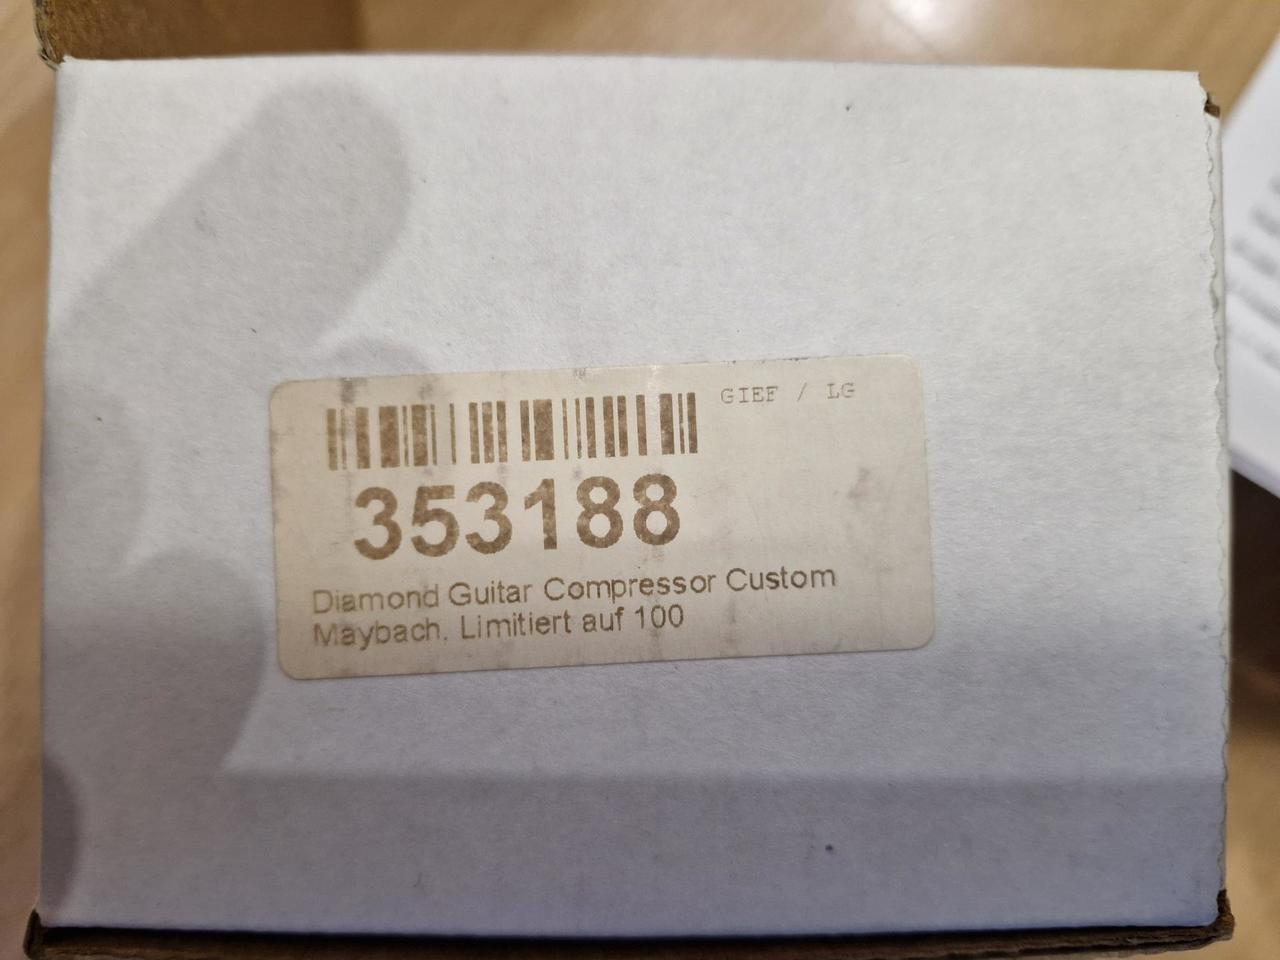 GIEF / LG
353188
Diamond Guitar Compressor Custom
Maybach, Limitiert auf 100